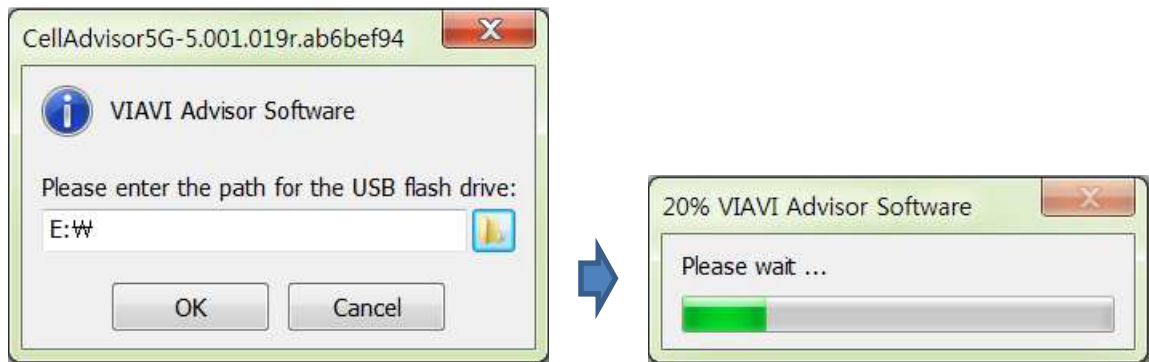 CellAdvisor5G-5.001.019r.ab6bef94
VIAVI Advisor Software
Please enter the path for the USB flash drive:
E:₩
OK
Cancel
20% VIAVI Advisor Software
Please wait ...